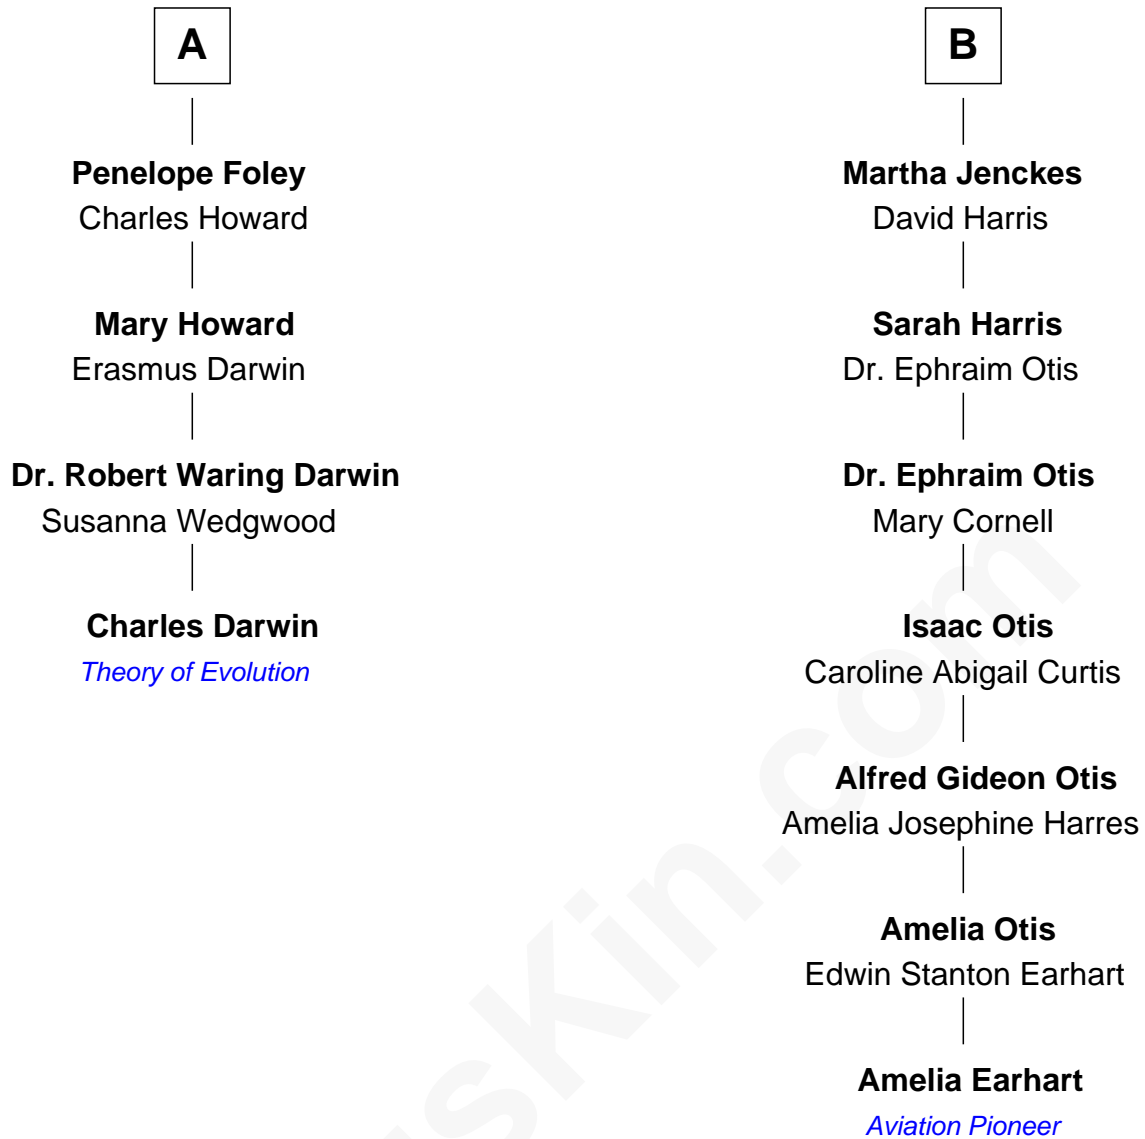 A
Penelope Foley
Charles Howard
Mary Howard
Erasmus Darwin
Dr. Robert Waring Darwin
Susanna Wedgwood
Charles Darwin
Theory of Evolution
B
Martha Jenckes
David Harris
Sarah Harris
Dr. Ephraim Otis
Dr. Ephraim Otis
Mary Cornell
Isaac Otis
Caroline Abigail Curtis
Alfred Gideon Otis
Amelia Josephine Harres
Amelia Otis
Edwin Stanton Earhart
Amelia Earhart
Aviation Pioneer